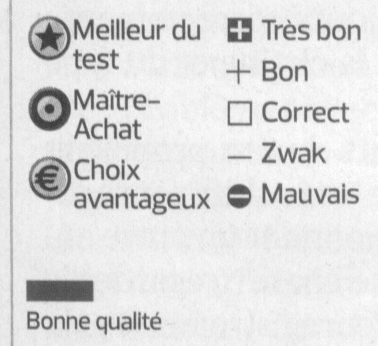 Meilleur du
test
Maître-
Achat
Choix
avantageux
Très bon
Bon
Correct
Zwak
Mauvais
Bonne qualité